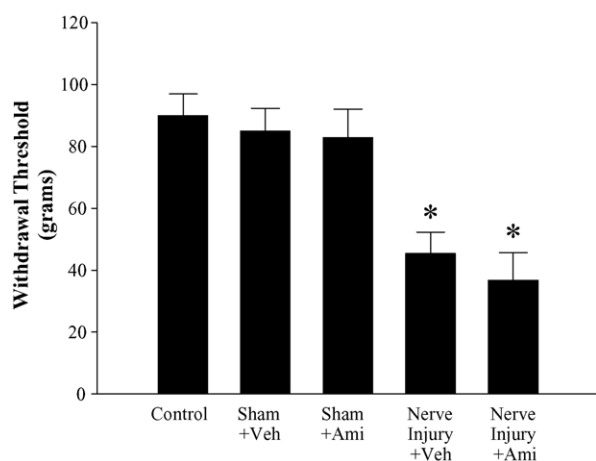 120
100
80
60
40
20
0
Withdrawal Threshold
(grams)
*
*
Control
Sham
+Veh
Sham
+Ami
Nerve
Injury
+Veh
Nerve
Injury
+Ami